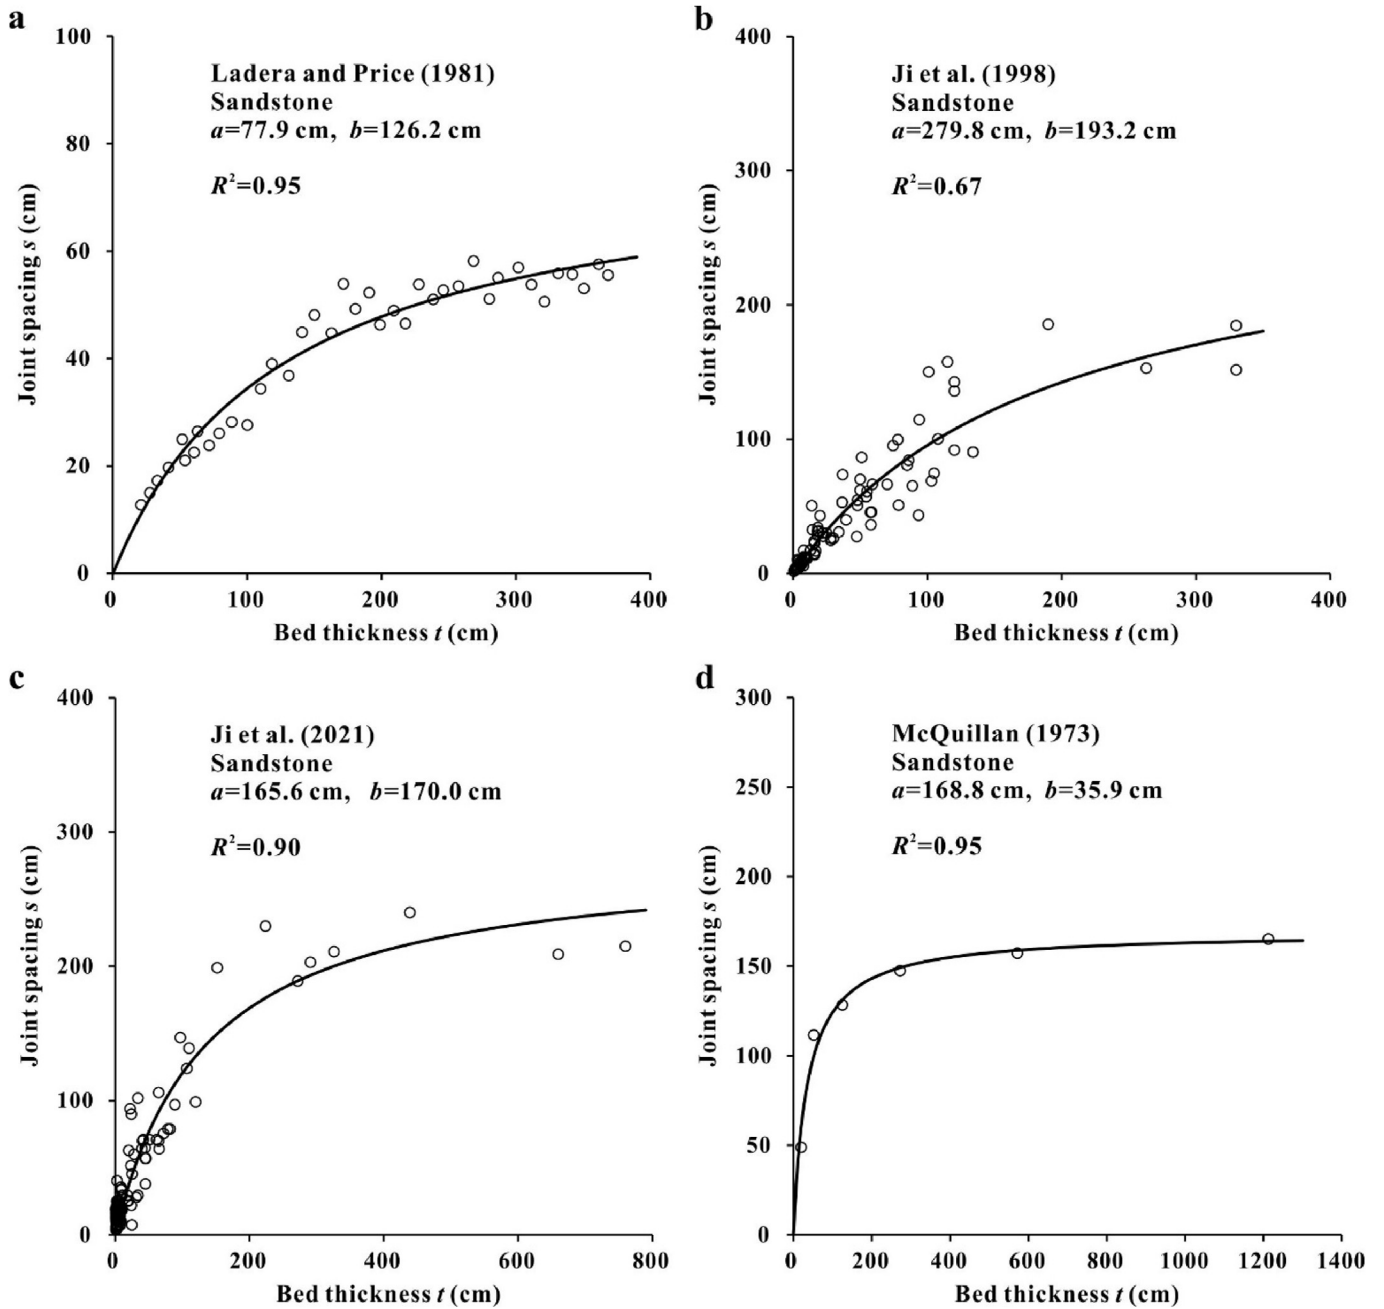 a
Ladera and Price (1981)
Sandstone
a=77.9 cm, b=126.2 cm
R²=0.95
100
80
60
40
20
0
Joint spacing s (cm)
0 100 200 300 400
Bed thickness t (cm)
b
Ji et al. (1998)
Sandstone
a=279.8 cm, b=193.2 cm
R²=0.67
400
300
200
100
0
Joint spacing s (cm)
0 100 200 300 400
Bed thickness t (cm)
c
Ji et al. (2021)
Sandstone
a=165.6 cm, b=170.0 cm
R²=0.90
400
300
200
100
0
Joint spacing s (cm)
0 200 400 600 800
Bed thickness t (cm)
d
McQuillan (1973)
Sandstone
a=168.8 cm, b=35.9 cm
R²=0.95
300
250
200
150
100
50
0
Joint spacing s (cm)
0 200 400 600 800 1000 1200 1400
Bed thickness t (cm)